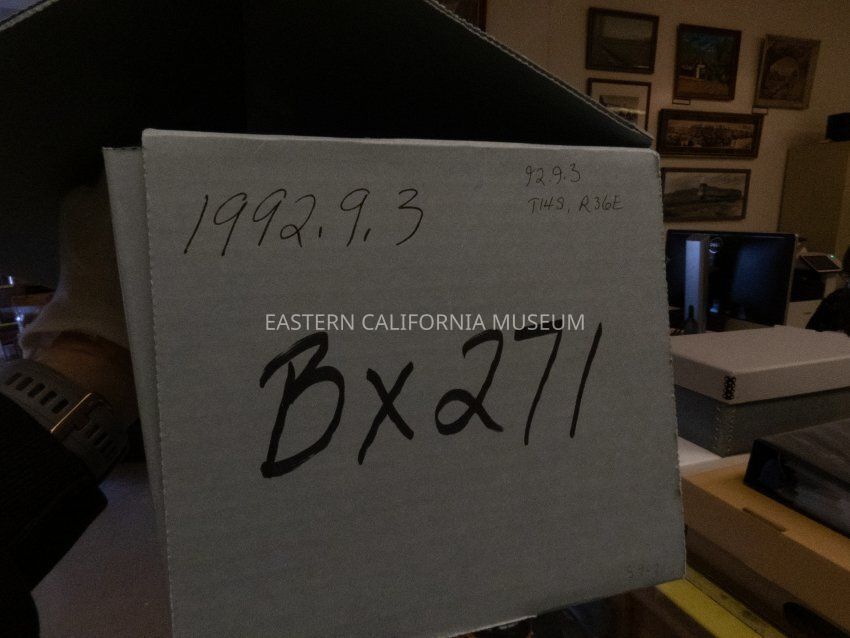 1992.9.3
92.9.3
T14S, R36E
EASTERN CALIFORNIA MUSEUM
Bx271